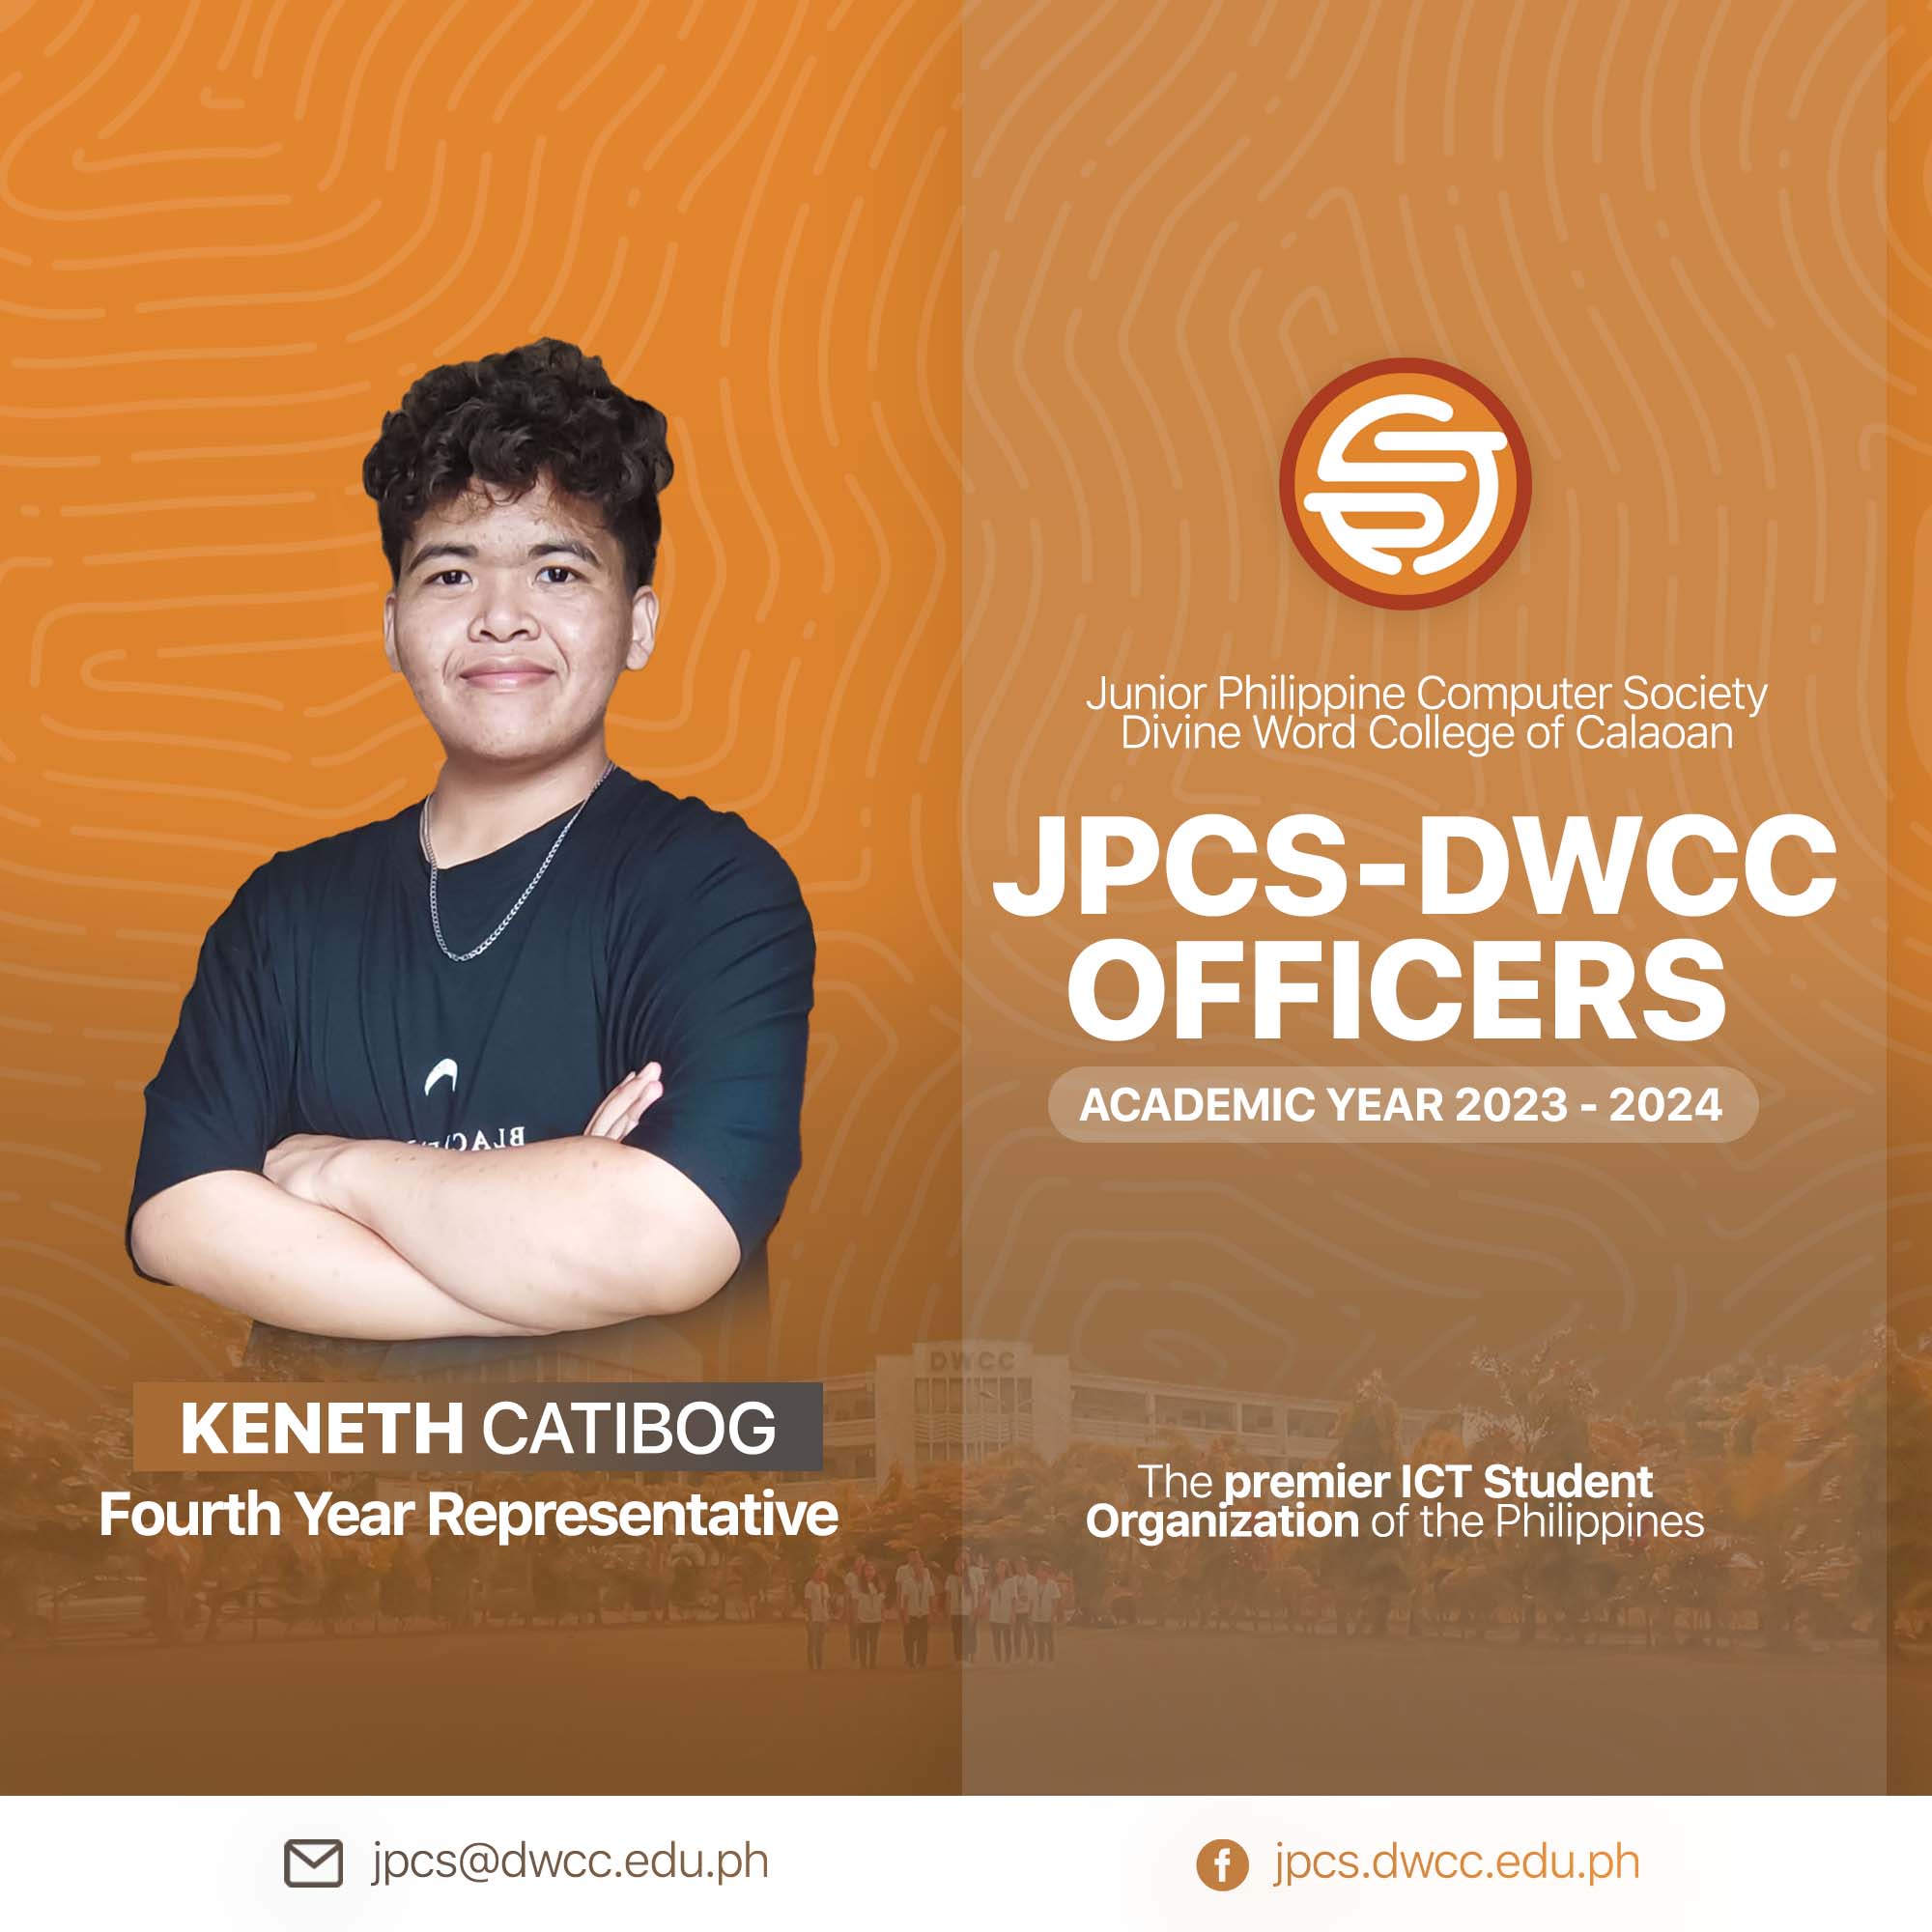 Junior Philippine Computer Society
Divine Word College of Calaoan
JPCS-DWCC
OFFICERS
ACADEMIC YEAR 2023 - 2024
DWCC
KENETH CATIBOG
Fourth Year Representative
The premier ICT Student
Organization of the Philippines
jpcs@dwcc.edu.ph
jpcs.dwcc.edu.ph